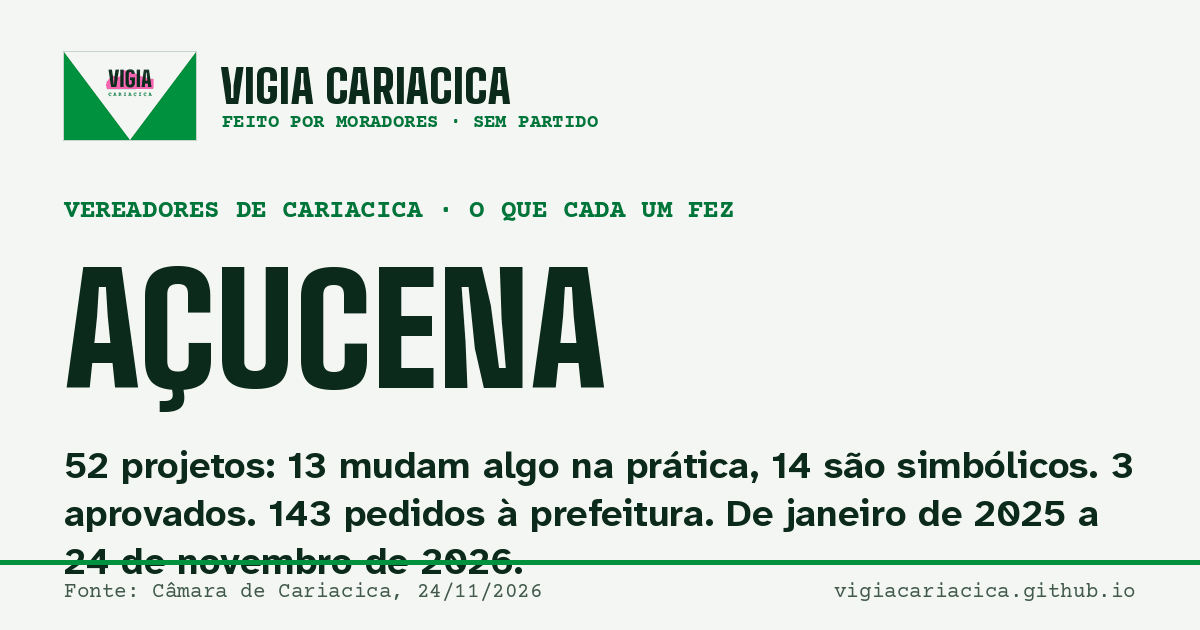 VIGIA
CARIACICA
VIGIA CARIACICA
FEITO POR MORADORES · SEM PARTIDO
VEREADORES DE CARIACICA · O QUE CADA UM FEZ
AÇUCENA
52 projetos: 13 mudam algo na prática, 14 são simbólicos. 3
aprovados. 143 pedidos à prefeitura. De janeiro de 2025 a
24 de novembro de 2026.
Fonte: Câmara de Cariacica, 24/11/2026
vigiacariacica.github.io